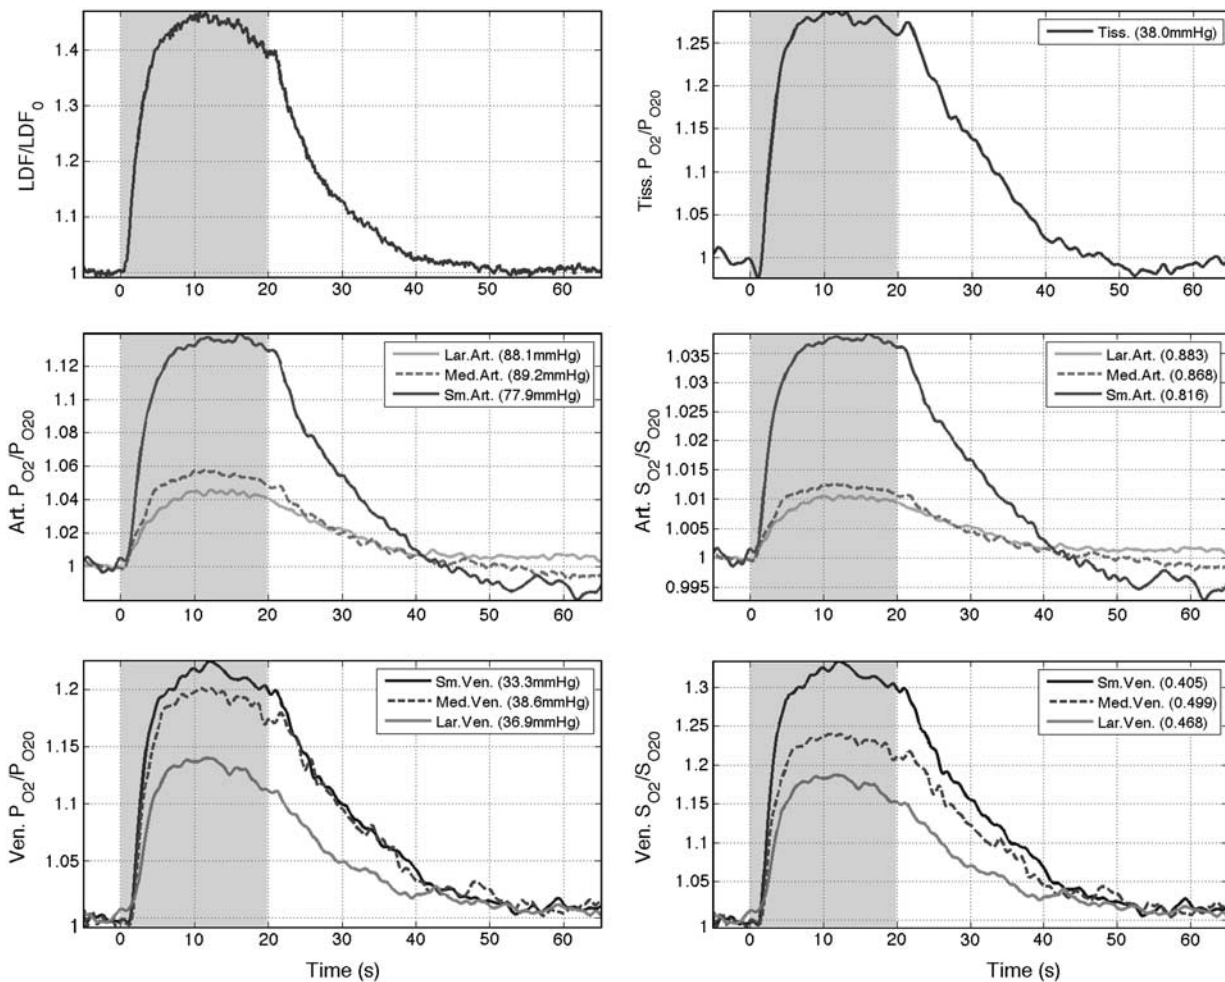 LDF/LDF0
1.4
1.3
1.2
1.1
1
0 10 20 30 40 50 60
Tiss. PO2/PO20
1.25
1.2
1.15
1.1
1.05
1
Tiss. (38.0mmHg)
0 10 20 30 40 50 60
Art. PO2/PO20
1.12
1.1
1.08
1.06
1.04
1.02
1
Lar.Art. (88.1mmHg)
Med.Art. (89.2mmHg)
Sm.Art. (77.9mmHg)
0 10 20 30 40 50 60
Art. SO2/SO20
1.035
1.03
1.025
1.02
1.015
1.01
1.005
1
0.995
Lar.Art. (0.883)
Med.Art. (0.868)
Sm.Art. (0.816)
0 10 20 30 40 50 60
Ven. PO2/PO20
1.2
1.15
1.1
1.05
1
Sm.Ven. (33.3mmHg)
Med.Ven. (38.6mmHg)
Lar.Ven. (36.9mmHg)
0 10 20 30 40 50 60
Time (s)
Ven. SO2/SO20
1.3
1.25
1.2
1.15
1.1
1.05
1
Sm.Ven. (0.405)
Med.Ven. (0.499)
Lar.Ven. (0.468)
0 10 20 30 40 50 60
Time (s)